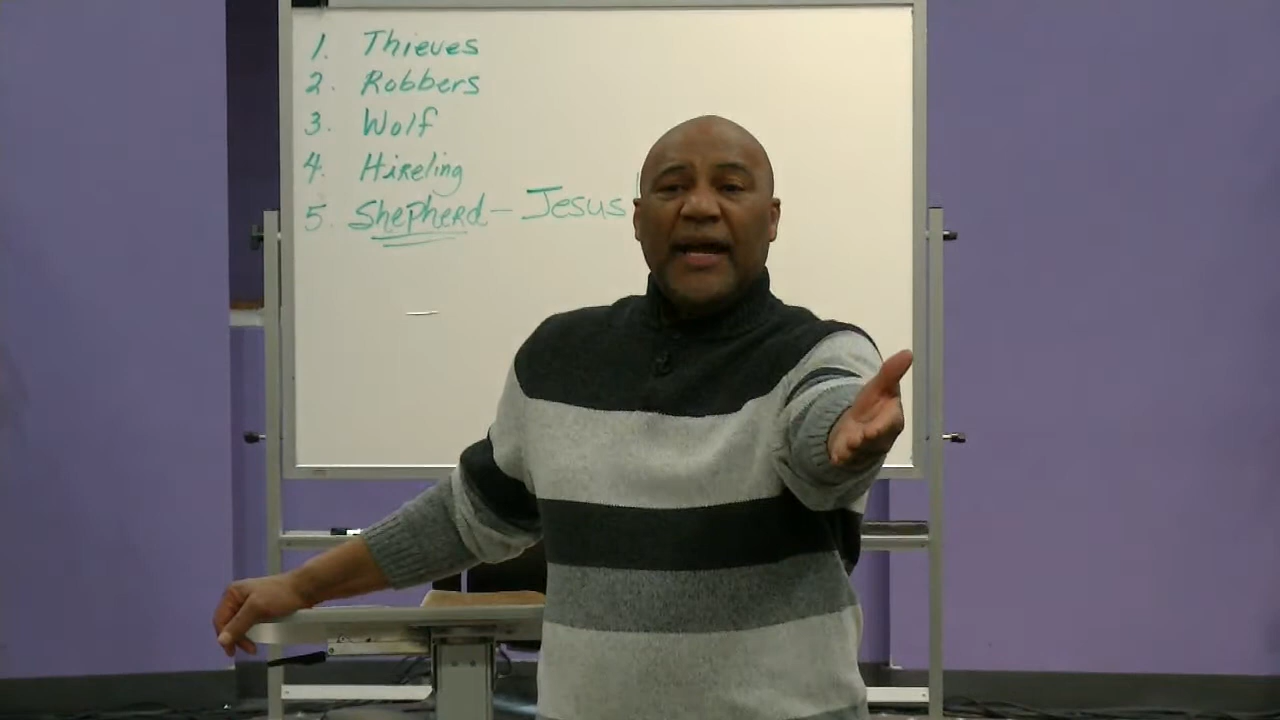 1. Thieves
2. Robbers
3. Wolf
4. Hireling
5. Shepherd - Jesus